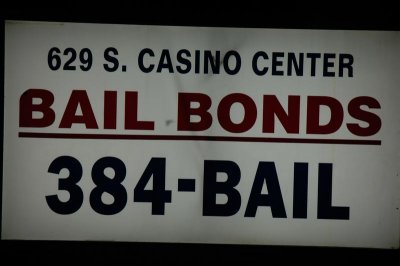 629 S. CASINO CENTER
BAIL BONDS
384-BAIL